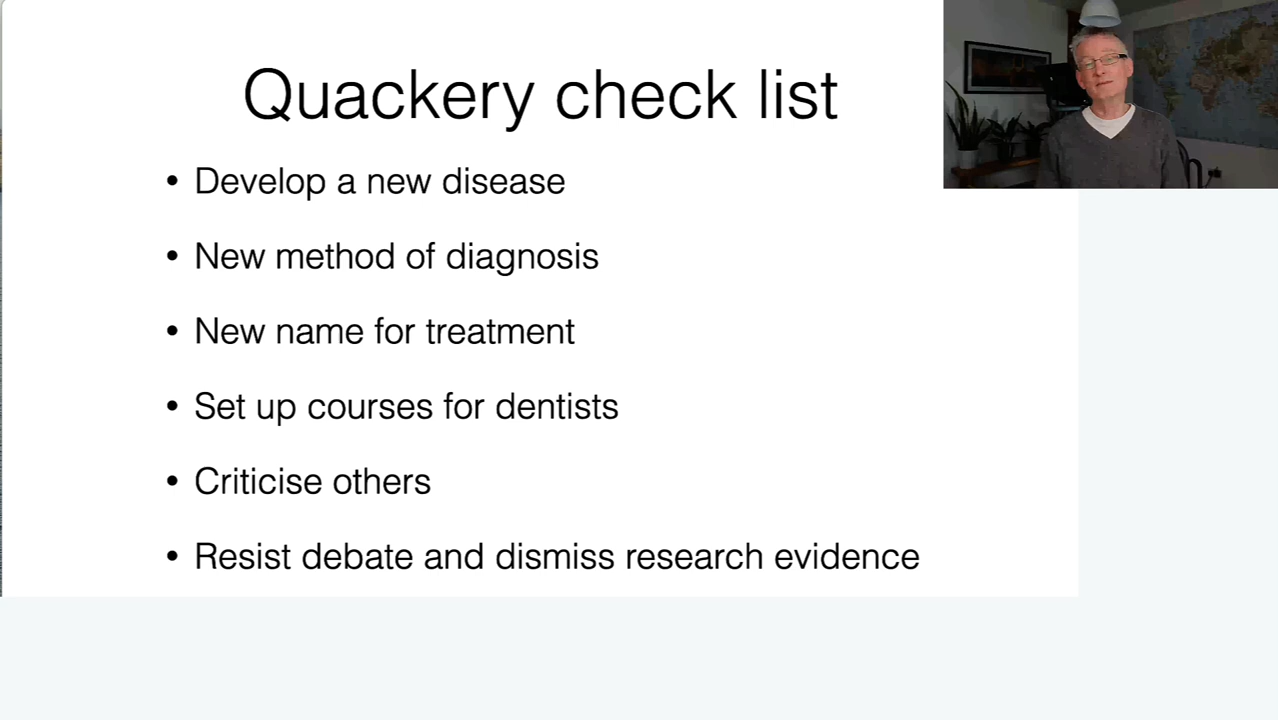 Quackery check list
• Develop a new disease
• New method of diagnosis
• New name for treatment
• Set up courses for dentists
• Criticise others
• Resist debate and dismiss research evidence